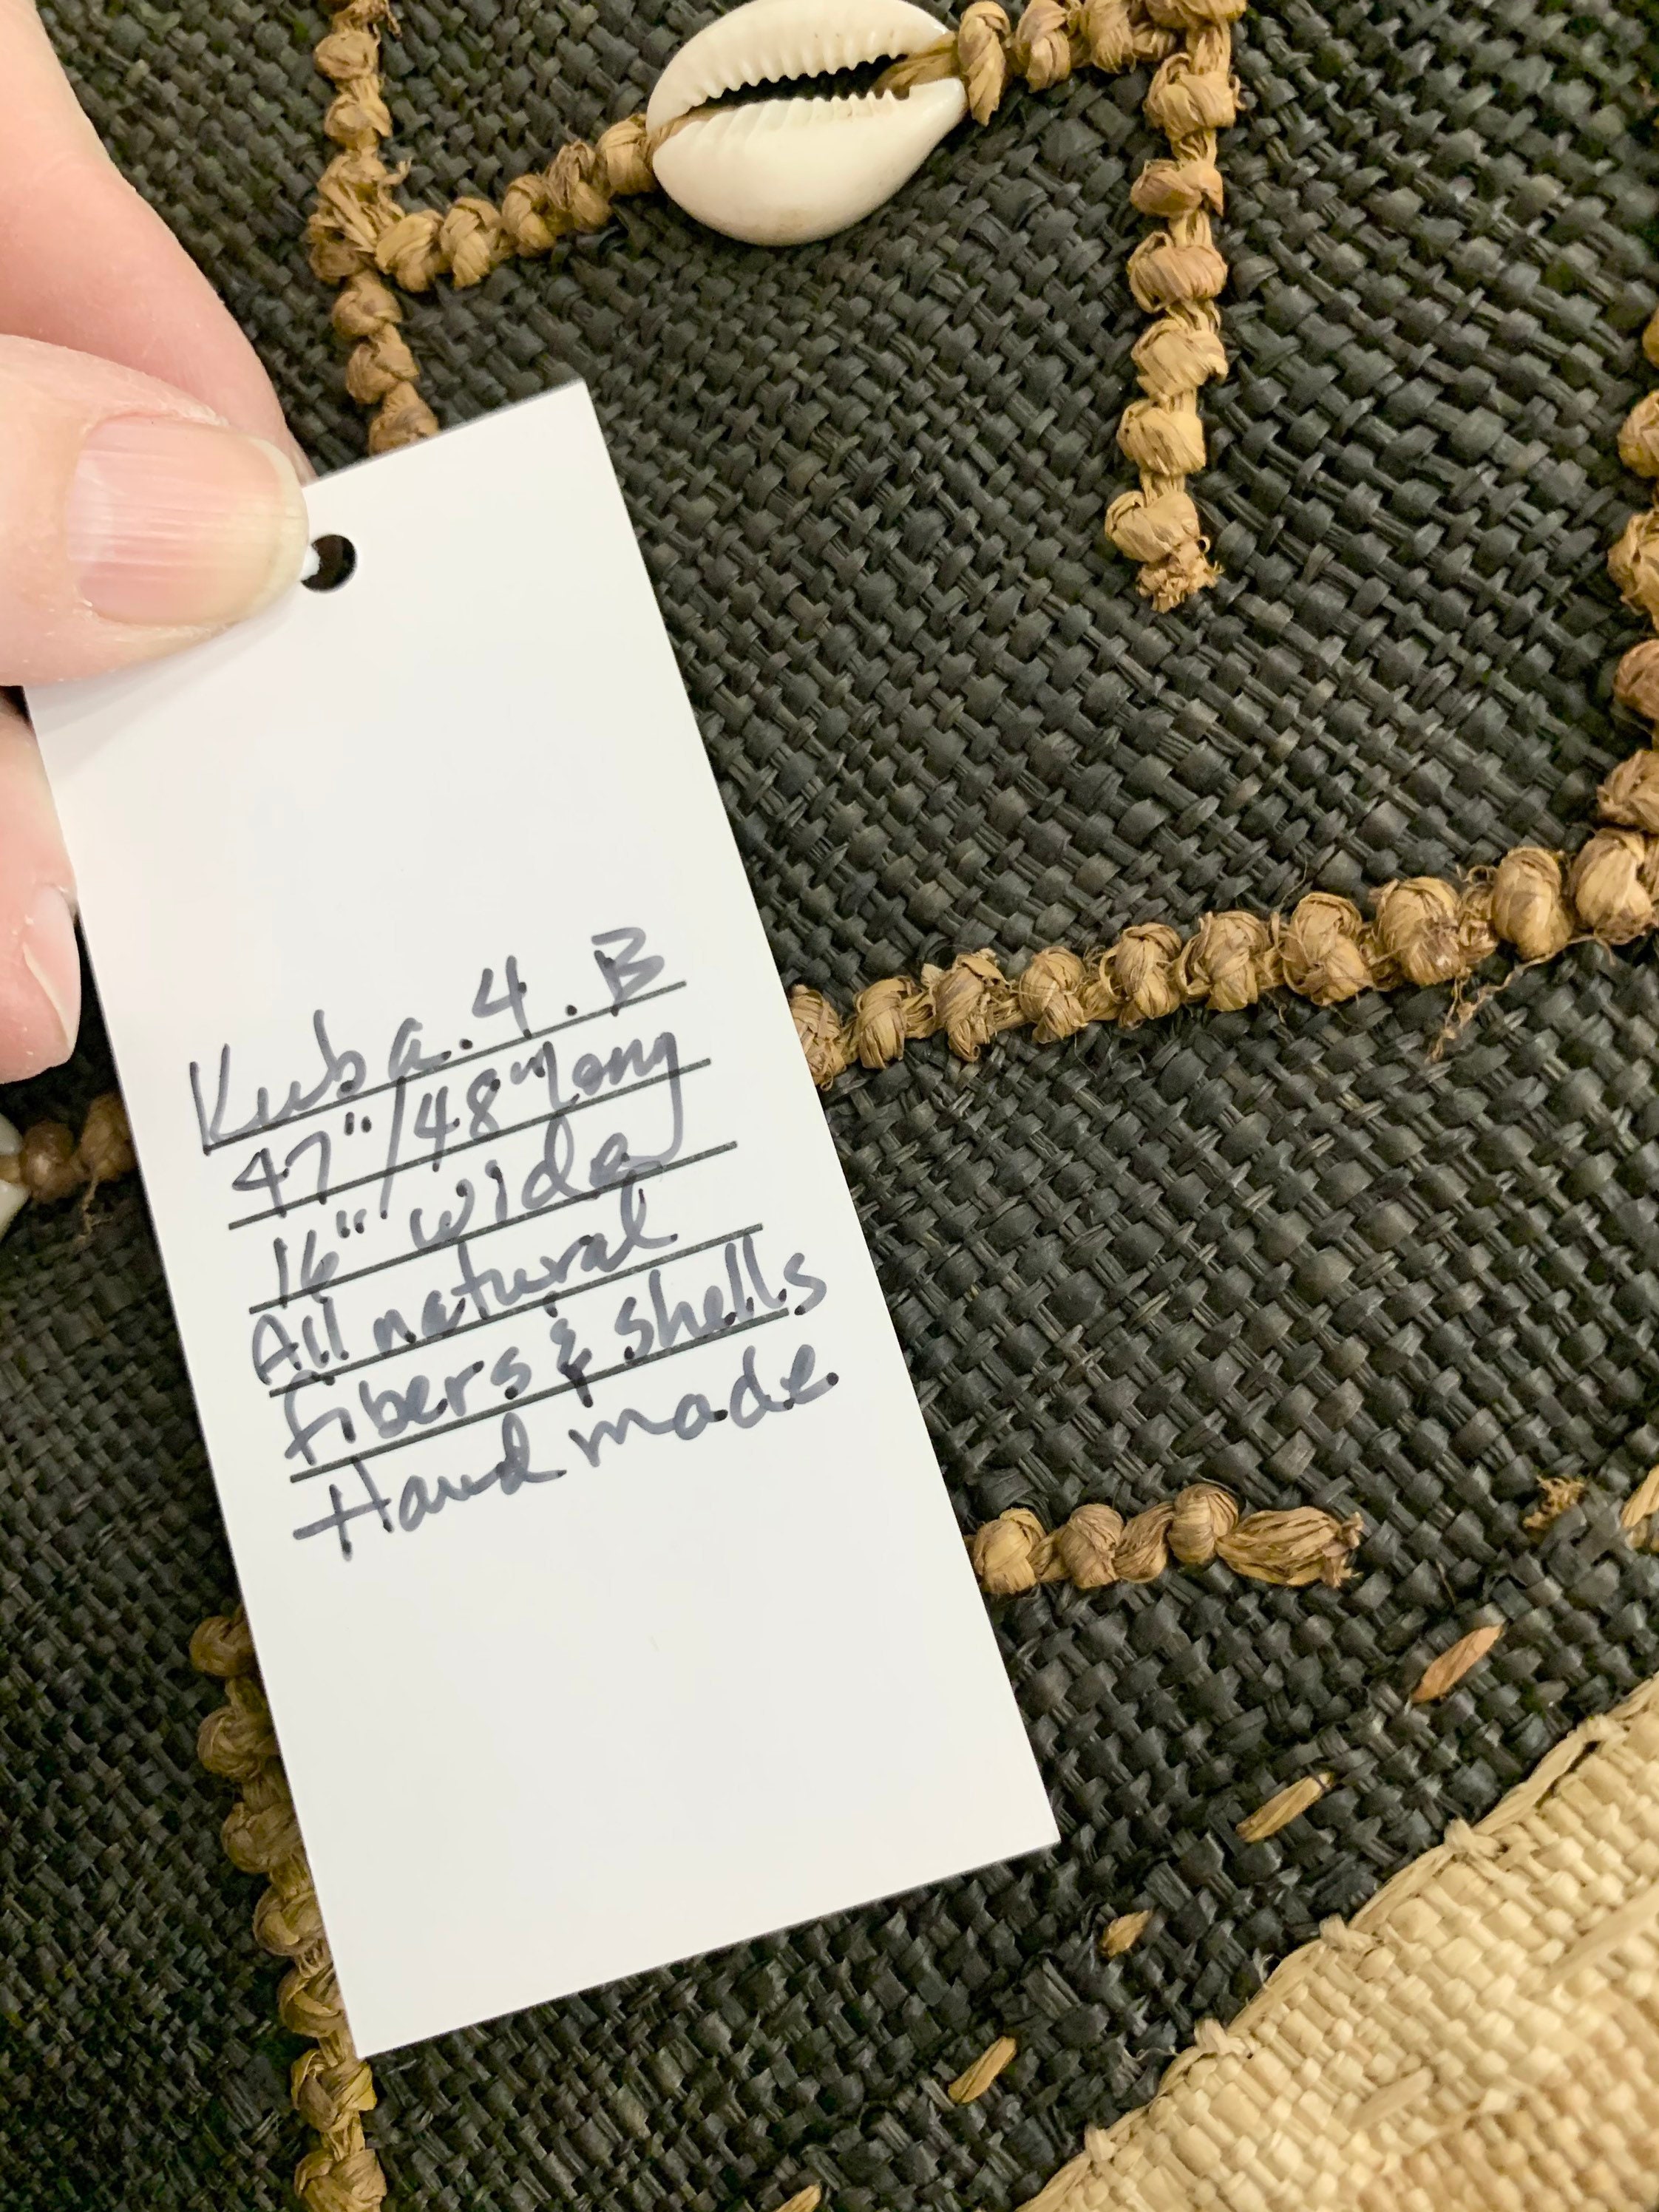 Kuba.4.B
47"/48" long
16" wide
All natural
fibers & shells
Hand made